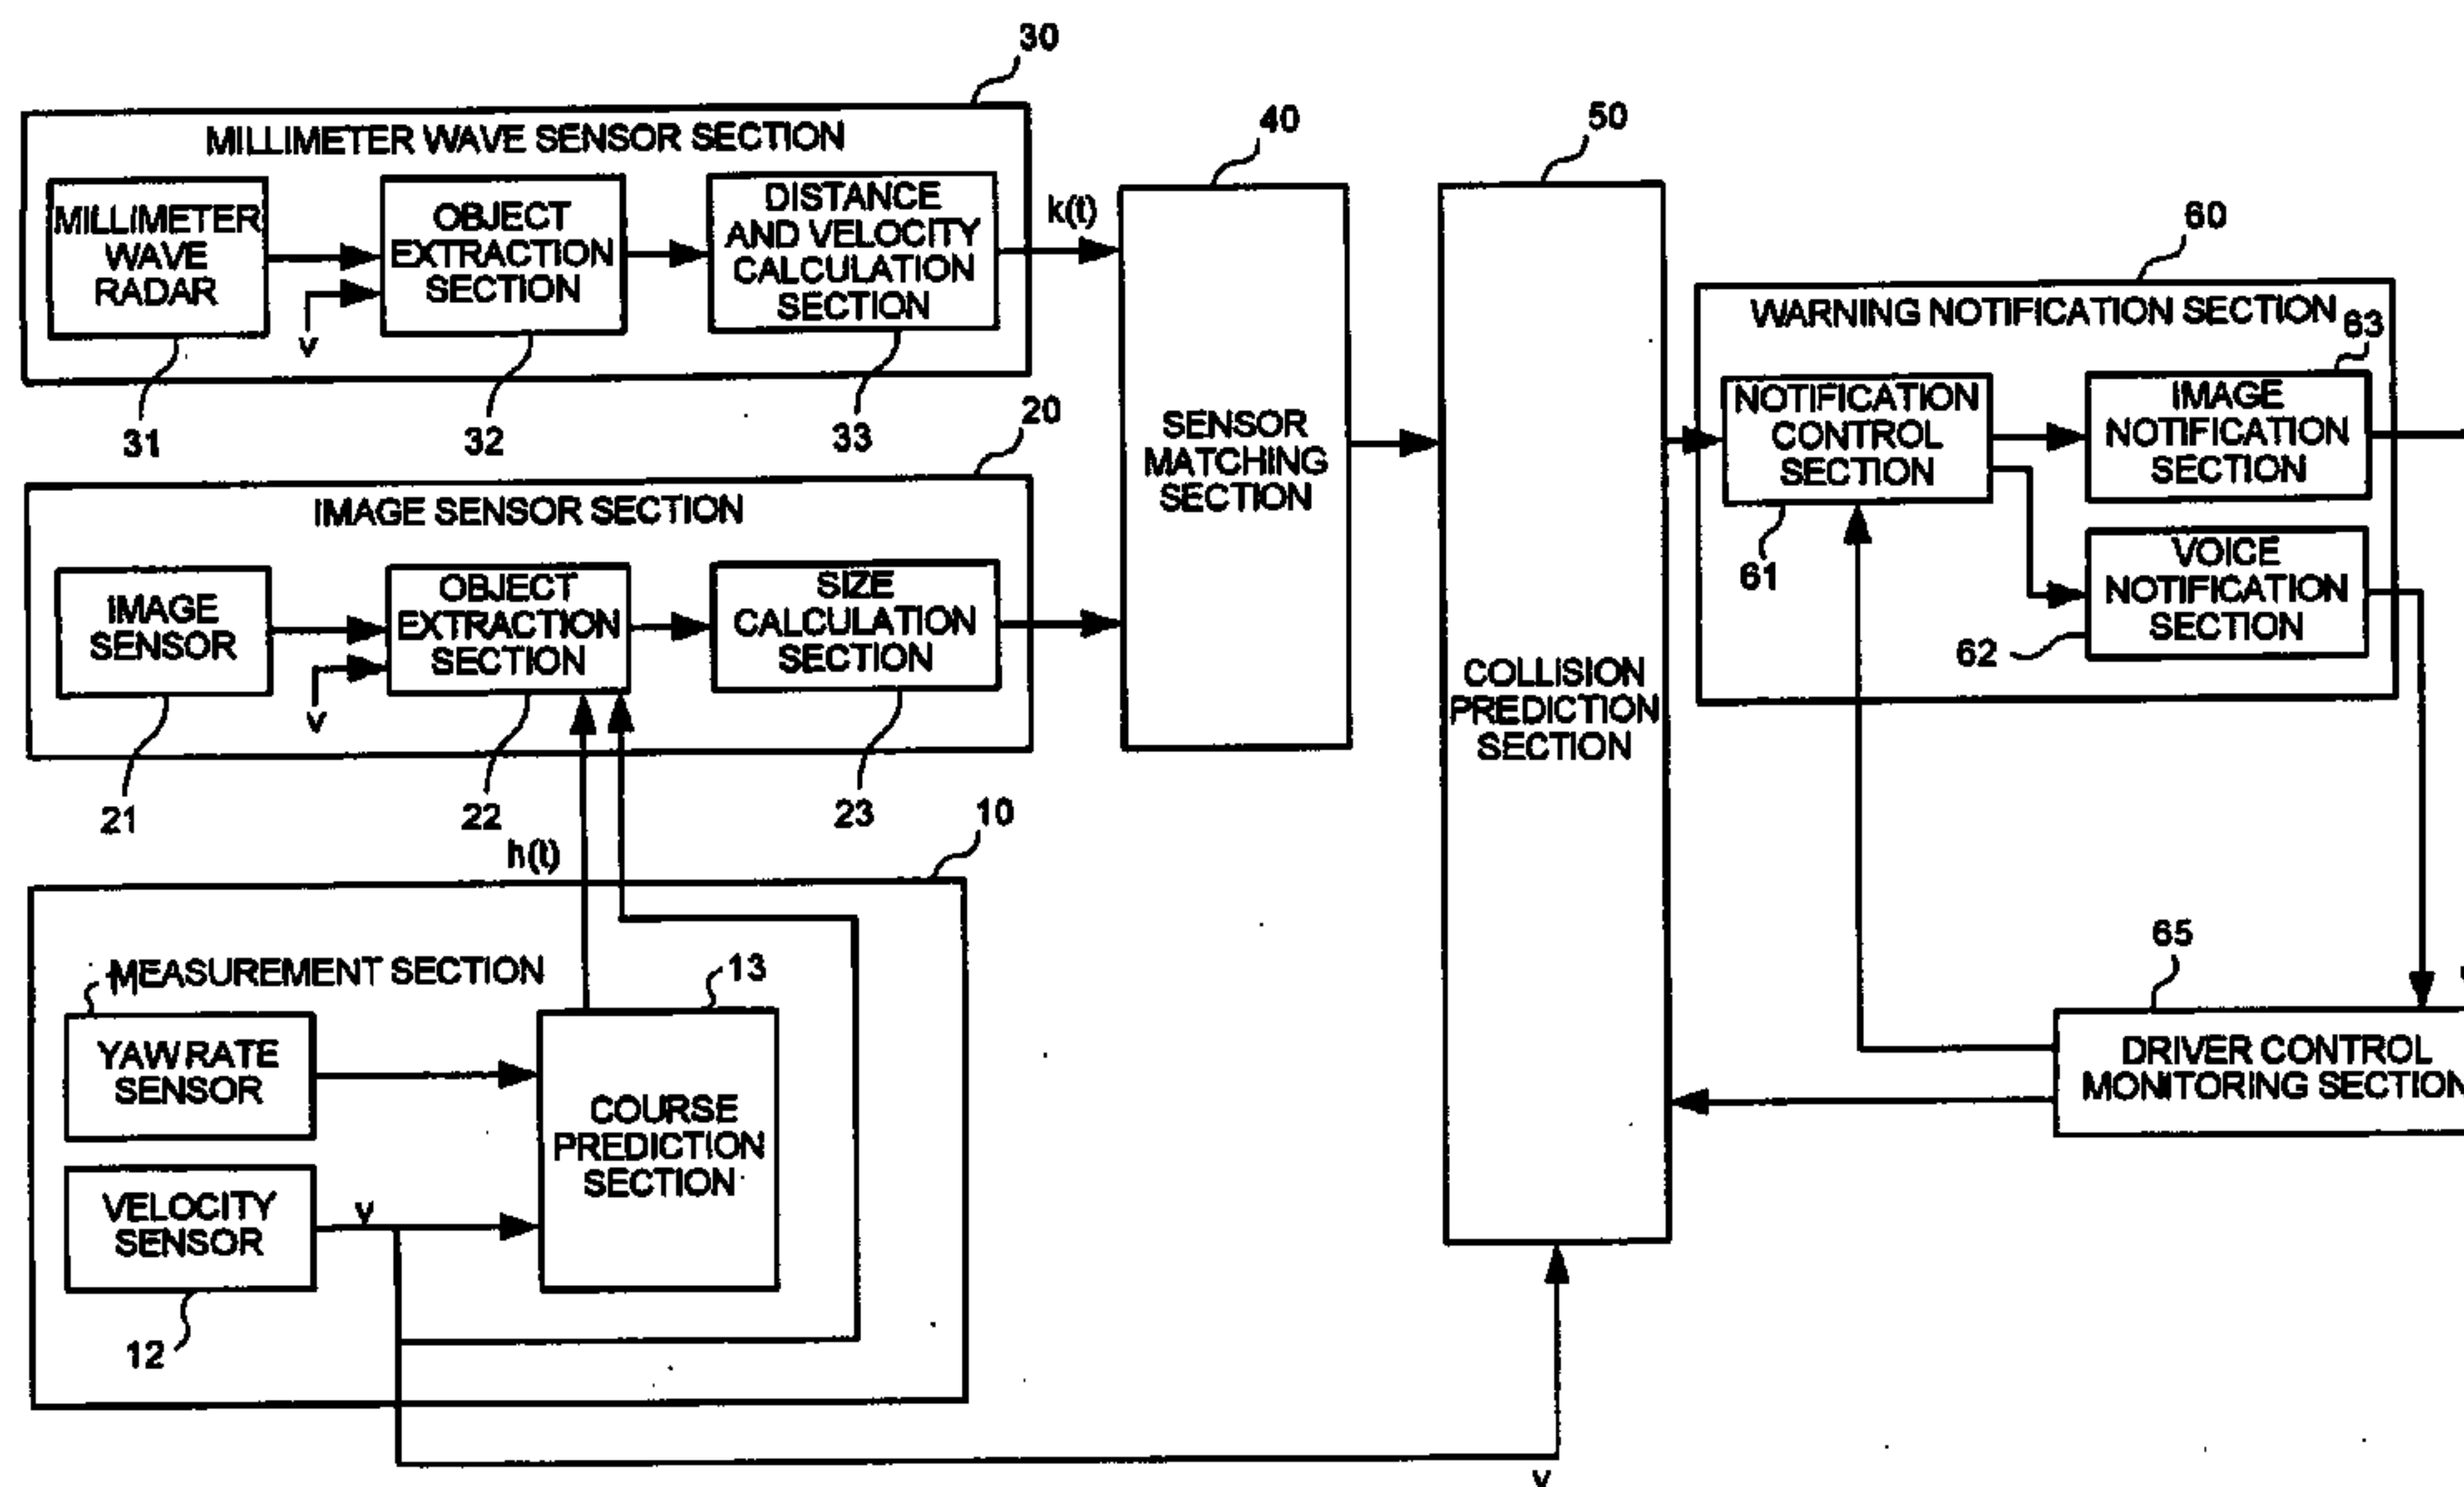 30
MILLIMETER WAVE SENSOR SECTION
MILLIMETER
WAVE
RADAR
v
OBJECT
EXTRACTION
SECTION
DISTANCE
AND VELOCITY
CALCULATION
SECTION
k(t)
31
32
33
20
IMAGE SENSOR SECTION
IMAGE
SENSOR
v
OBJECT
EXTRACTION
SECTION
SIZE
CALCULATION
SECTION
21
22
23
h(t)
10
MEASUREMENT SECTION
13
YAW RATE
SENSOR
VELOCITY
SENSOR
12
v
COURSE
PREDICTION
SECTION
40
SENSOR
MATCHING
SECTION
50
COLLISION
PREDICTION
SECTION
v
60
WARNING NOTIFICATION SECTION
63
NOTIFICATION
CONTROL
SECTION
61
IMAGE
NOTIFICATION
SECTION
VOICE
NOTIFICATION
SECTION
62
65
DRIVER CONTROL
MONITORING SECTION